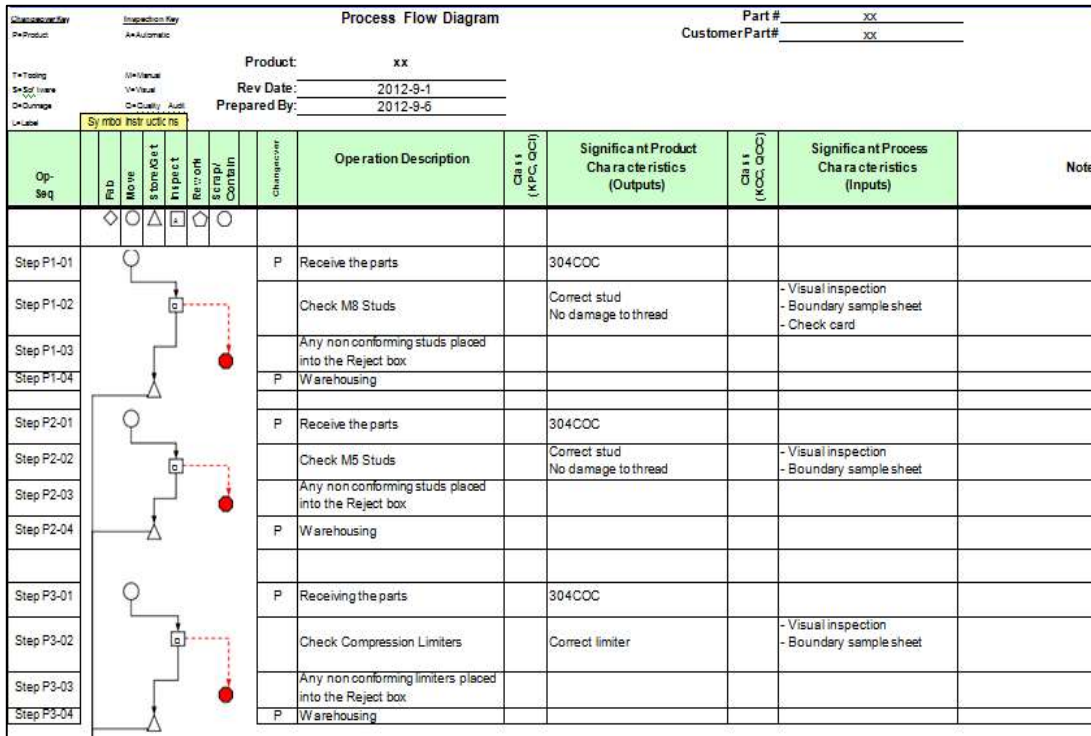 Changeover Key Inspection Key Process Flow Diagram Part # xx
P=Product A=Automatic CustomerPart# xx
Product: xx
T=Tooling M=Manual
S=Software V=Visual Rev Date: 2012-9-1
D=Dunnage Q=Quality Audit Prepared By: 2012-9-6
L=Label Symbol Instructions
Op-Seq Fab Move Store/Get Inspect Rework Scrap/Contain Changeover Operation Description Class (KPC, QCI) Significant Product Characteristics (Outputs) Class (KCC, QCC) Significant Process Characteristics (Inputs) Note
Step P1-01 P Receive the parts 304COC
Step P1-02 Q Check M8 Studs Correct stud
No damage to thread
- Visual inspection
- Boundary sample sheet
- Check card
Step P1-03 Any non conforming studs placed
into the Reject box
Step P1-04 P Warehousing
Step P2-01 P Receive the parts 304COC
Step P2-02 Q Check M5 Studs Correct stud
No damage to thread
- Visual inspection
- Boundary sample sheet
Step P2-03 Any non conforming studs placed
into the Reject box
Step P2-04 P Warehousing
Step P3-01 P Receiving the parts 304COC
Step P3-02 Q Check Compression Limiters Correct limiter
- Visual inspection
- Boundary sample sheet
Step P3-03 Any non conforming limiters placed
into the Reject box
Step P3-04 P Warehousing